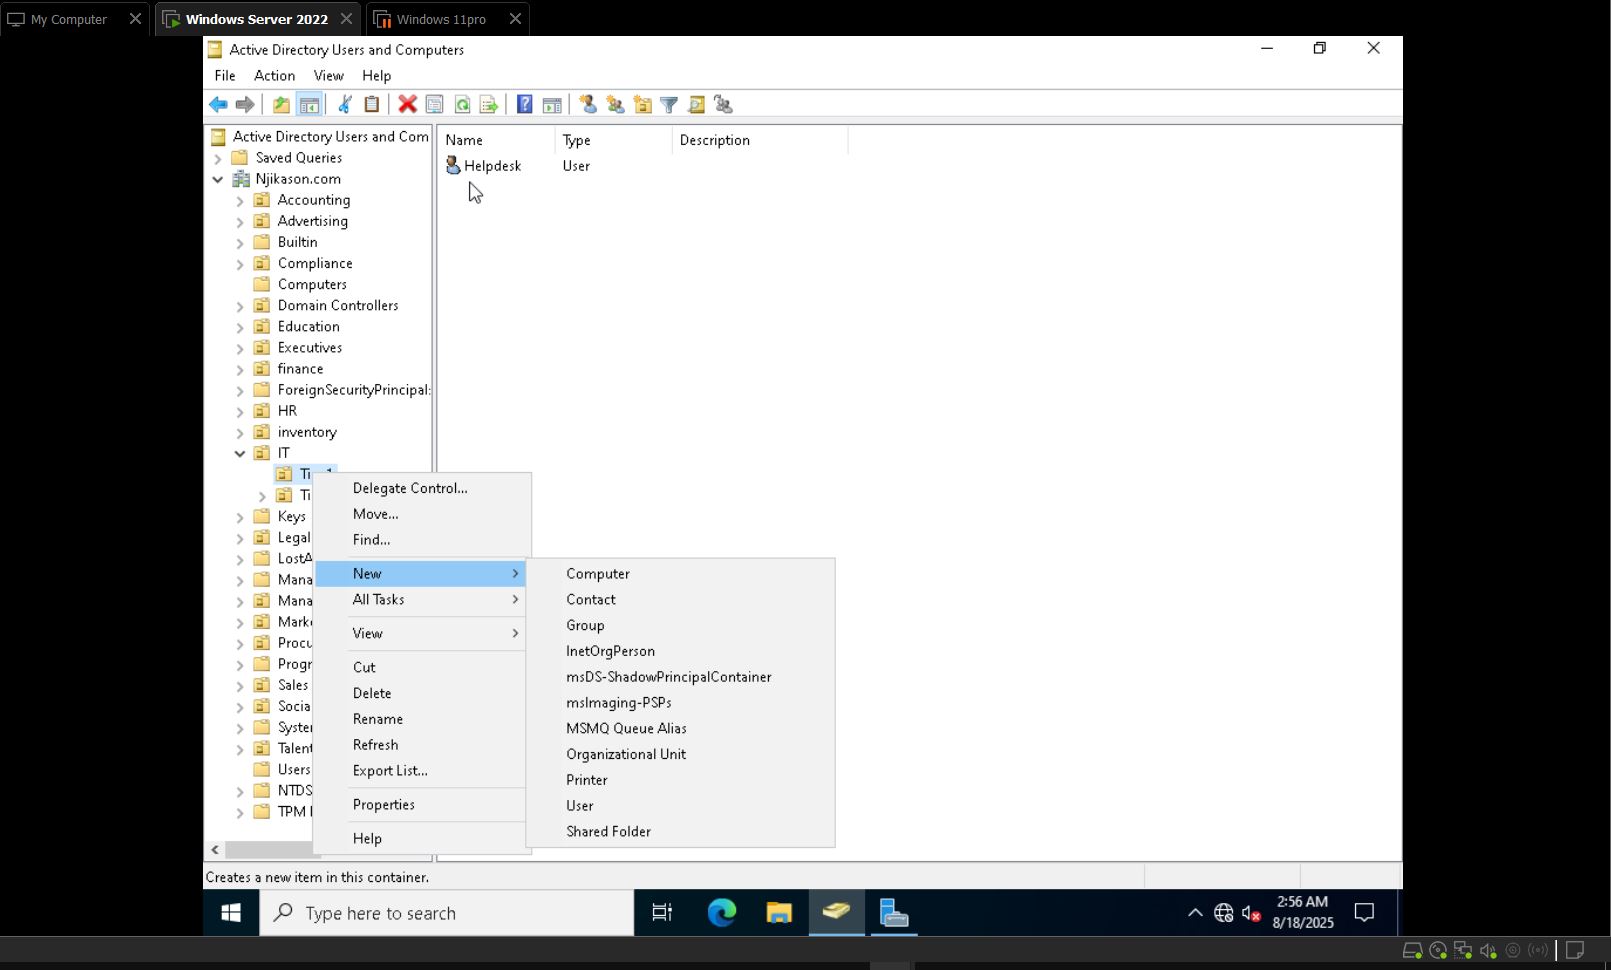 My Computer
Windows Server 2022
Windows 11pro
Active Directory Users and Computers
File Action View Help
Active Directory Users and Com
Saved Queries
Njikason.com
Accounting
Advertising
Builtin
Compliance
Computers
Domain Controllers
Education
Executives
finance
ForeignSecurityPrincipal
HR
inventory
IT
Ti
Keys
Legal
LostA
Mana
Mana
Mark
Procu
Progr
Sales
Socia
Syste
Talent
Users
NTDS
TPM
Name Type Description
Helpdesk User
Delegate Control...
Move...
Find...
New
All Tasks
View
Cut
Delete
Rename
Refresh
Export List...
Properties
Help
Computer
Contact
Group
InetOrgPerson
msDS-ShadowPrincipalContainer
msImaging-PSPs
MSMQ Queue Alias
Organizational Unit
Printer
User
Shared Folder
Creates a new item in this container.
Type here to search
2:56 AM
8/18/2025